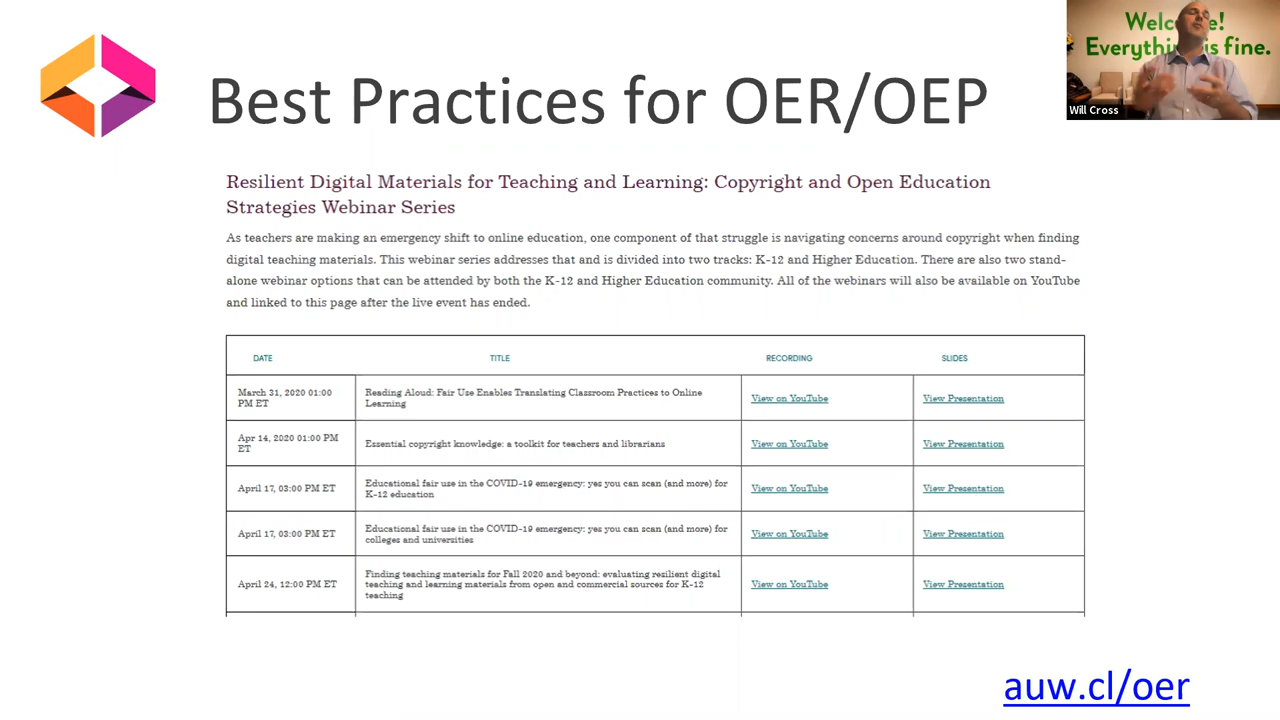 Best Practices for OER/OEP
Welc e!
Everythi is fine.
Will Cross
Resilient Digital Materials for Teaching and Learning: Copyright and Open Education
Strategies Webinar Series
As teachers are making an emergency shift to online education, one component of that struggle is navigating concerns around copyright when finding
digital teaching materials. This webinar series addresses that and is divided into two tracks: K-12 and Higher Education. There are also two stand-
alone webinar options that can be attended by both the K-12 and Higher Education community. All of the webinars will also be available on YouTube
and linked to this page after the live event has ended.
DATE TITLE RECORDING SLIDES
March 31, 2020 01:00
PM ET
Reading Aloud: Fair Use Enables Translating Classroom Practices to Online
Learning
View on YouTube
View Presentation
Apr 14, 2020 01:00 PM
ET
Essential copyright knowledge: a toolkit for teachers and librarians
View on YouTube
View Presentation
April 17, 03:00 PM ET
Educational fair use in the COVID-19 emergency: yes you can scan (and more) for
K-12 education
View on YouTube
View Presentation
April 17, 03:00 PM ET
Educational fair use in the COVID-19 emergency: yes you can scan (and more) for
colleges and universities
View on YouTube
View Presentation
April 24, 12:00 PM ET
Finding teaching materials for Fall 2020 and beyond: evaluating resilient digital
teaching and learning materials from open and commercial sources for K-12
teaching
View on YouTube
View Presentation
auw.cl/oer